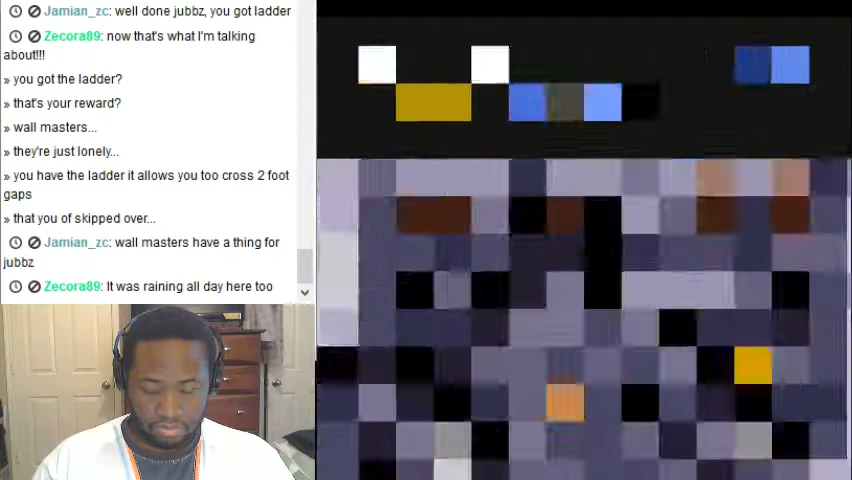 Jamian_zc: well done jubbz, you got ladder
Zecora89: now that's what I'm talking
about!!!
» you got the ladder?
» that's your reward?
» wall masters...
» they're just lonely...
» you have the ladder it allows you too cross 2 foot
gaps
» that you of skipped over...
Jamian_zc: wall masters have a thing for
jubbz
Zecora89: It was raining all day here too